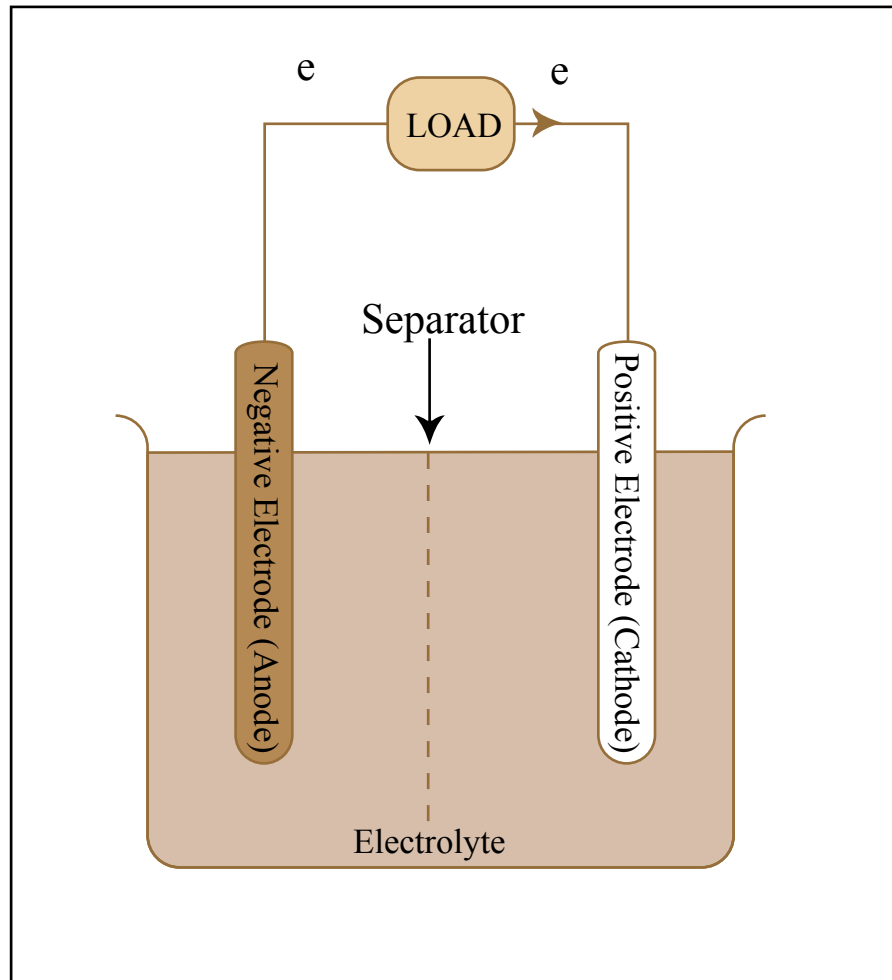 e
e
LOAD
Separator
Negative Electrode (Anode)
Positive Electrode (Cathode)
Electrolyte